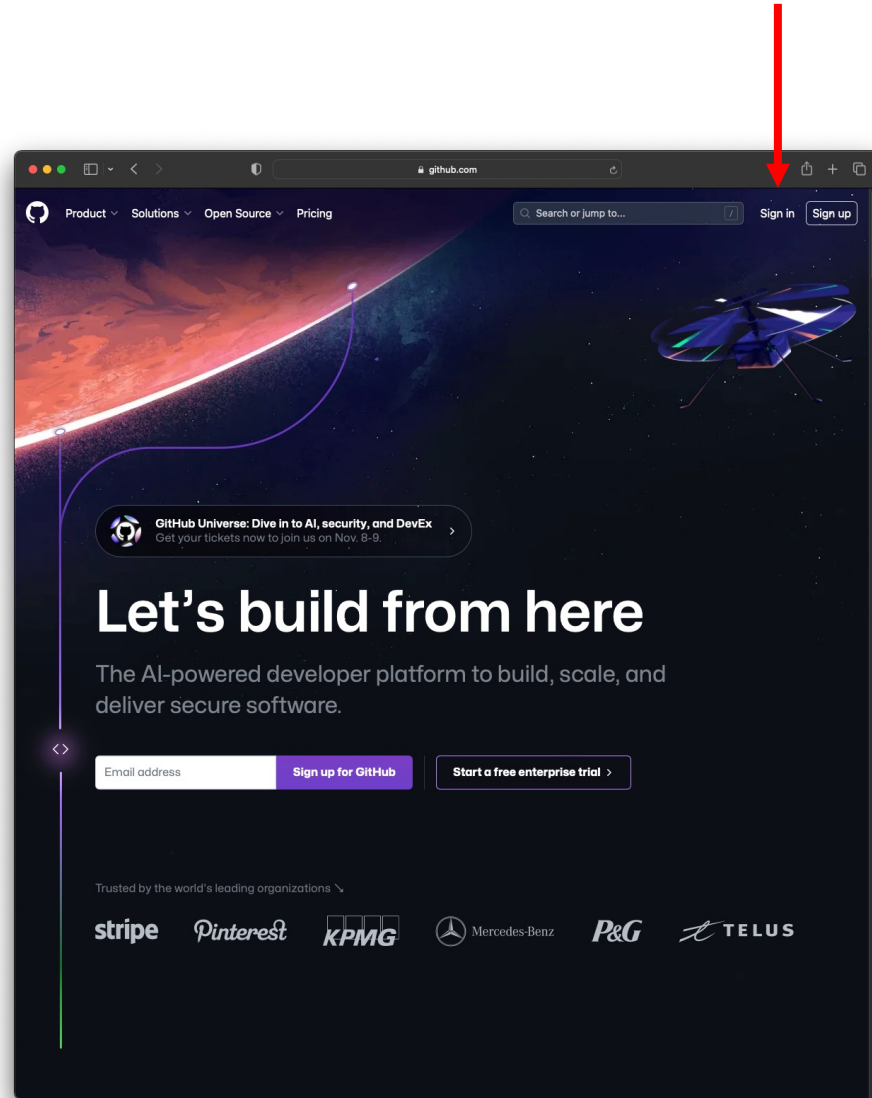 github.com
Product Solutions Open Source Pricing Search or jump to... / Sign in Sign up
GitHub Universe: Dive in to AI, security, and DevEx
Get your tickets now to join us on Nov. 8-9.
Let's build from here
The AI-powered developer platform to build, scale, and
deliver secure software.
Email address Sign up for GitHub Start a free enterprise trial
Trusted by the world's leading organizations
stripe Pinterest KPMG Mercedes-Benz P&G TELUS